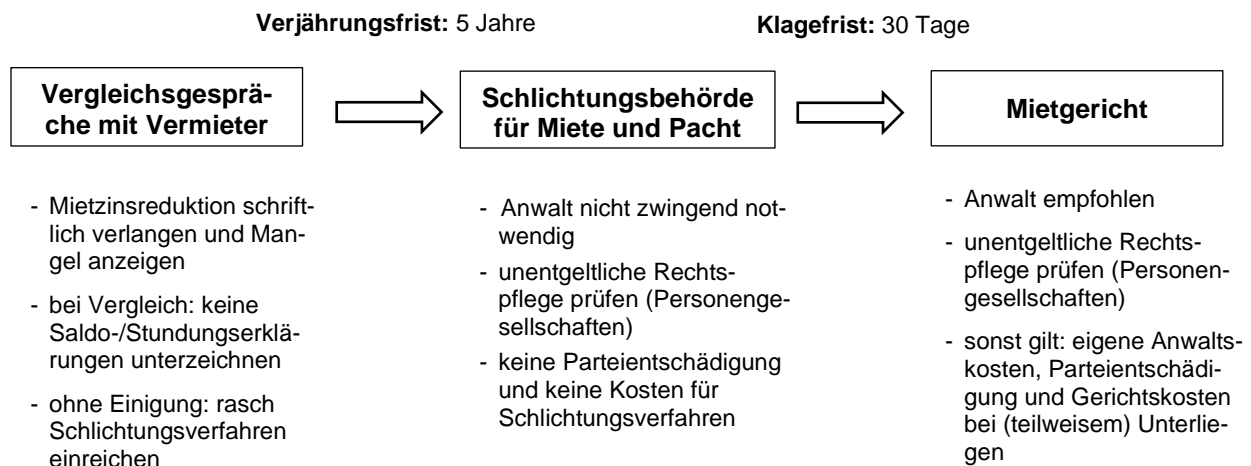 Verjährungsfrist: 5 Jahre
Klagefrist: 30 Tage
Vergleichsgesprä-
che mit Vermieter
Schlichtungsbehörde
für Miete und Pacht
Mietgericht
- Mietzinsreduktion schrift-
lich verlangen und Man-
gel anzeigen
- bei Vergleich: keine
Saldo-/Stundungserklä-
rungen unterzeichnen
- ohne Einigung: rasch
Schlichtungsverfahren
einreichen
- Anwalt nicht zwingend not-
wendig
- unentgeltliche Rechts-
pflege prüfen (Personenge-
sellschaften)
- keine Parteientschädigung
und keine Kosten für
Schlichtungsverfahren
- Anwalt empfohlen
- unentgeltliche Rechts-
pflege prüfen (Personen-
gesellschaften)
- sonst gilt: eigene Anwalts-
kosten, Parteientschädi-
gung und Gerichtskosten
bei (teilweisem) Unterlie-
gen